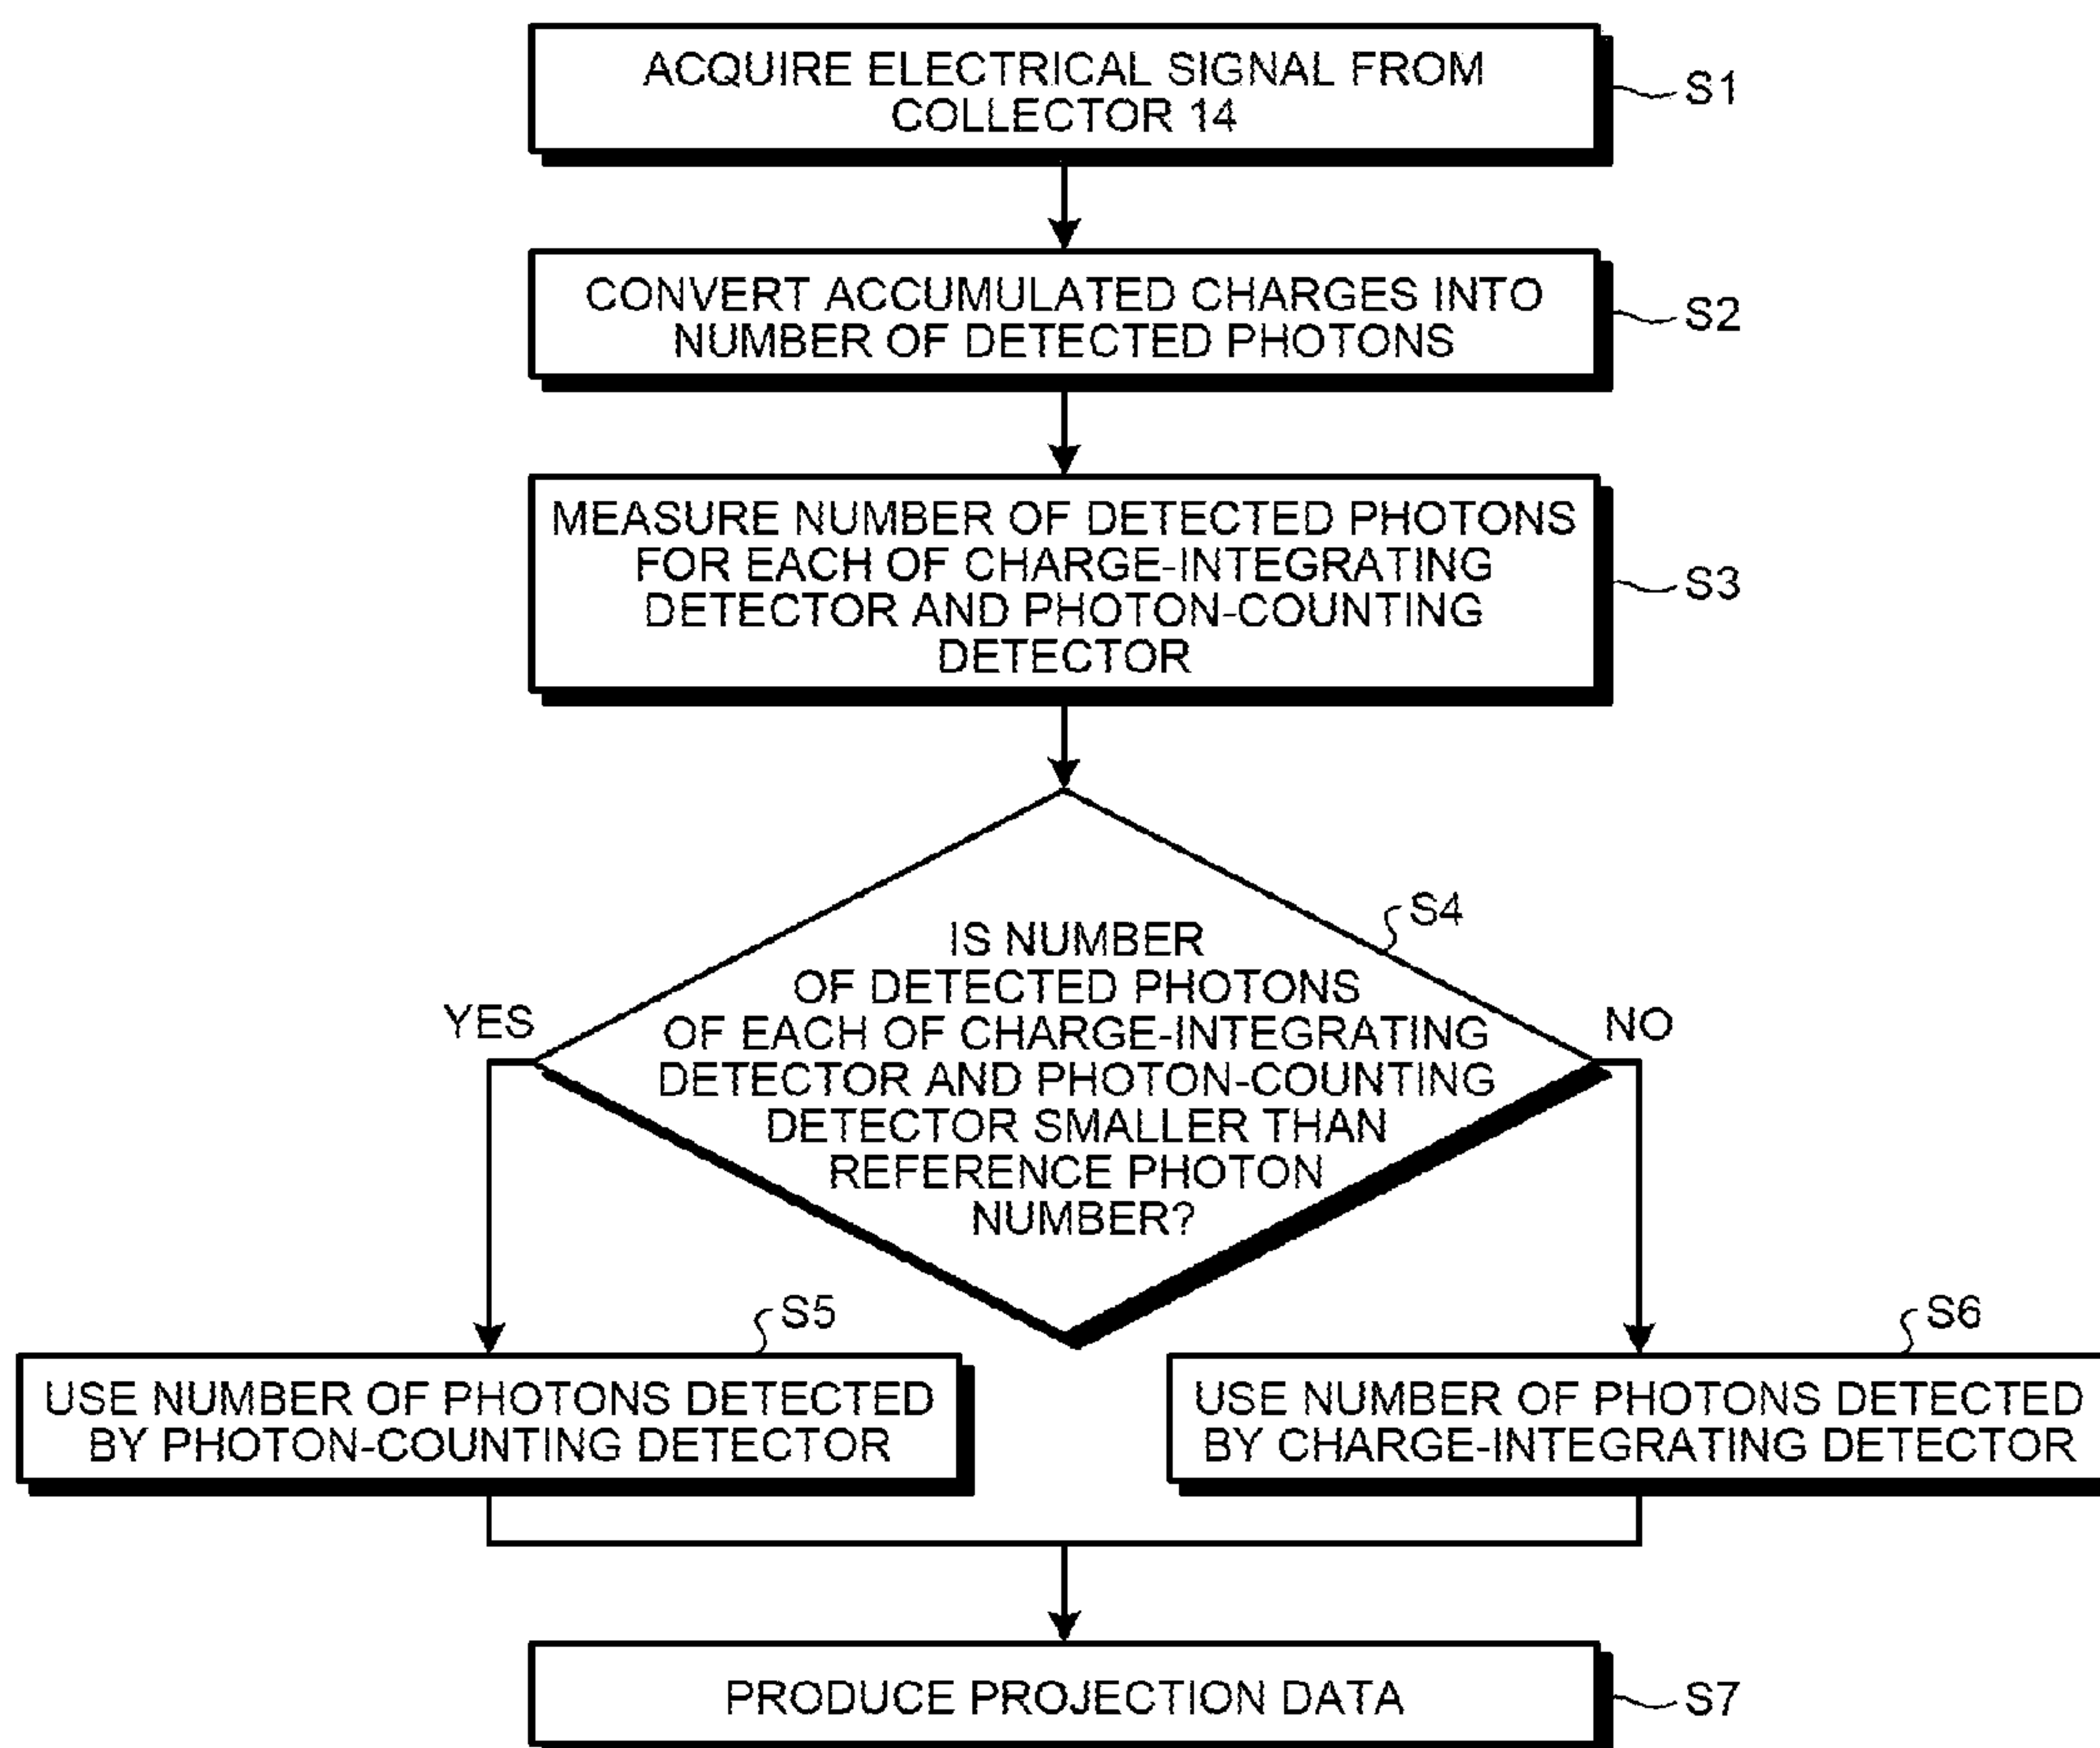 ACQUIRE ELECTRICAL SIGNAL FROM
COLLECTOR 14
S1
CONVERT ACCUMULATED CHARGES INTO
NUMBER OF DETECTED PHOTONS
S2
MEASURE NUMBER OF DETECTED PHOTONS
FOR EACH OF CHARGE-INTEGRATING
DETECTOR AND PHOTON-COUNTING
DETECTOR
S3
S4
IS NUMBER
OF DETECTED PHOTONS
OF EACH OF CHARGE-INTEGRATING
DETECTOR AND PHOTON-COUNTING
DETECTOR SMALLER THAN
REFERENCE PHOTON
NUMBER?
YES
NO
S5
USE NUMBER OF PHOTONS DETECTED
BY PHOTON-COUNTING DETECTOR
S6
USE NUMBER OF PHOTONS DETECTED
BY CHARGE-INTEGRATING DETECTOR
PRODUCE PROJECTION DATA
S7